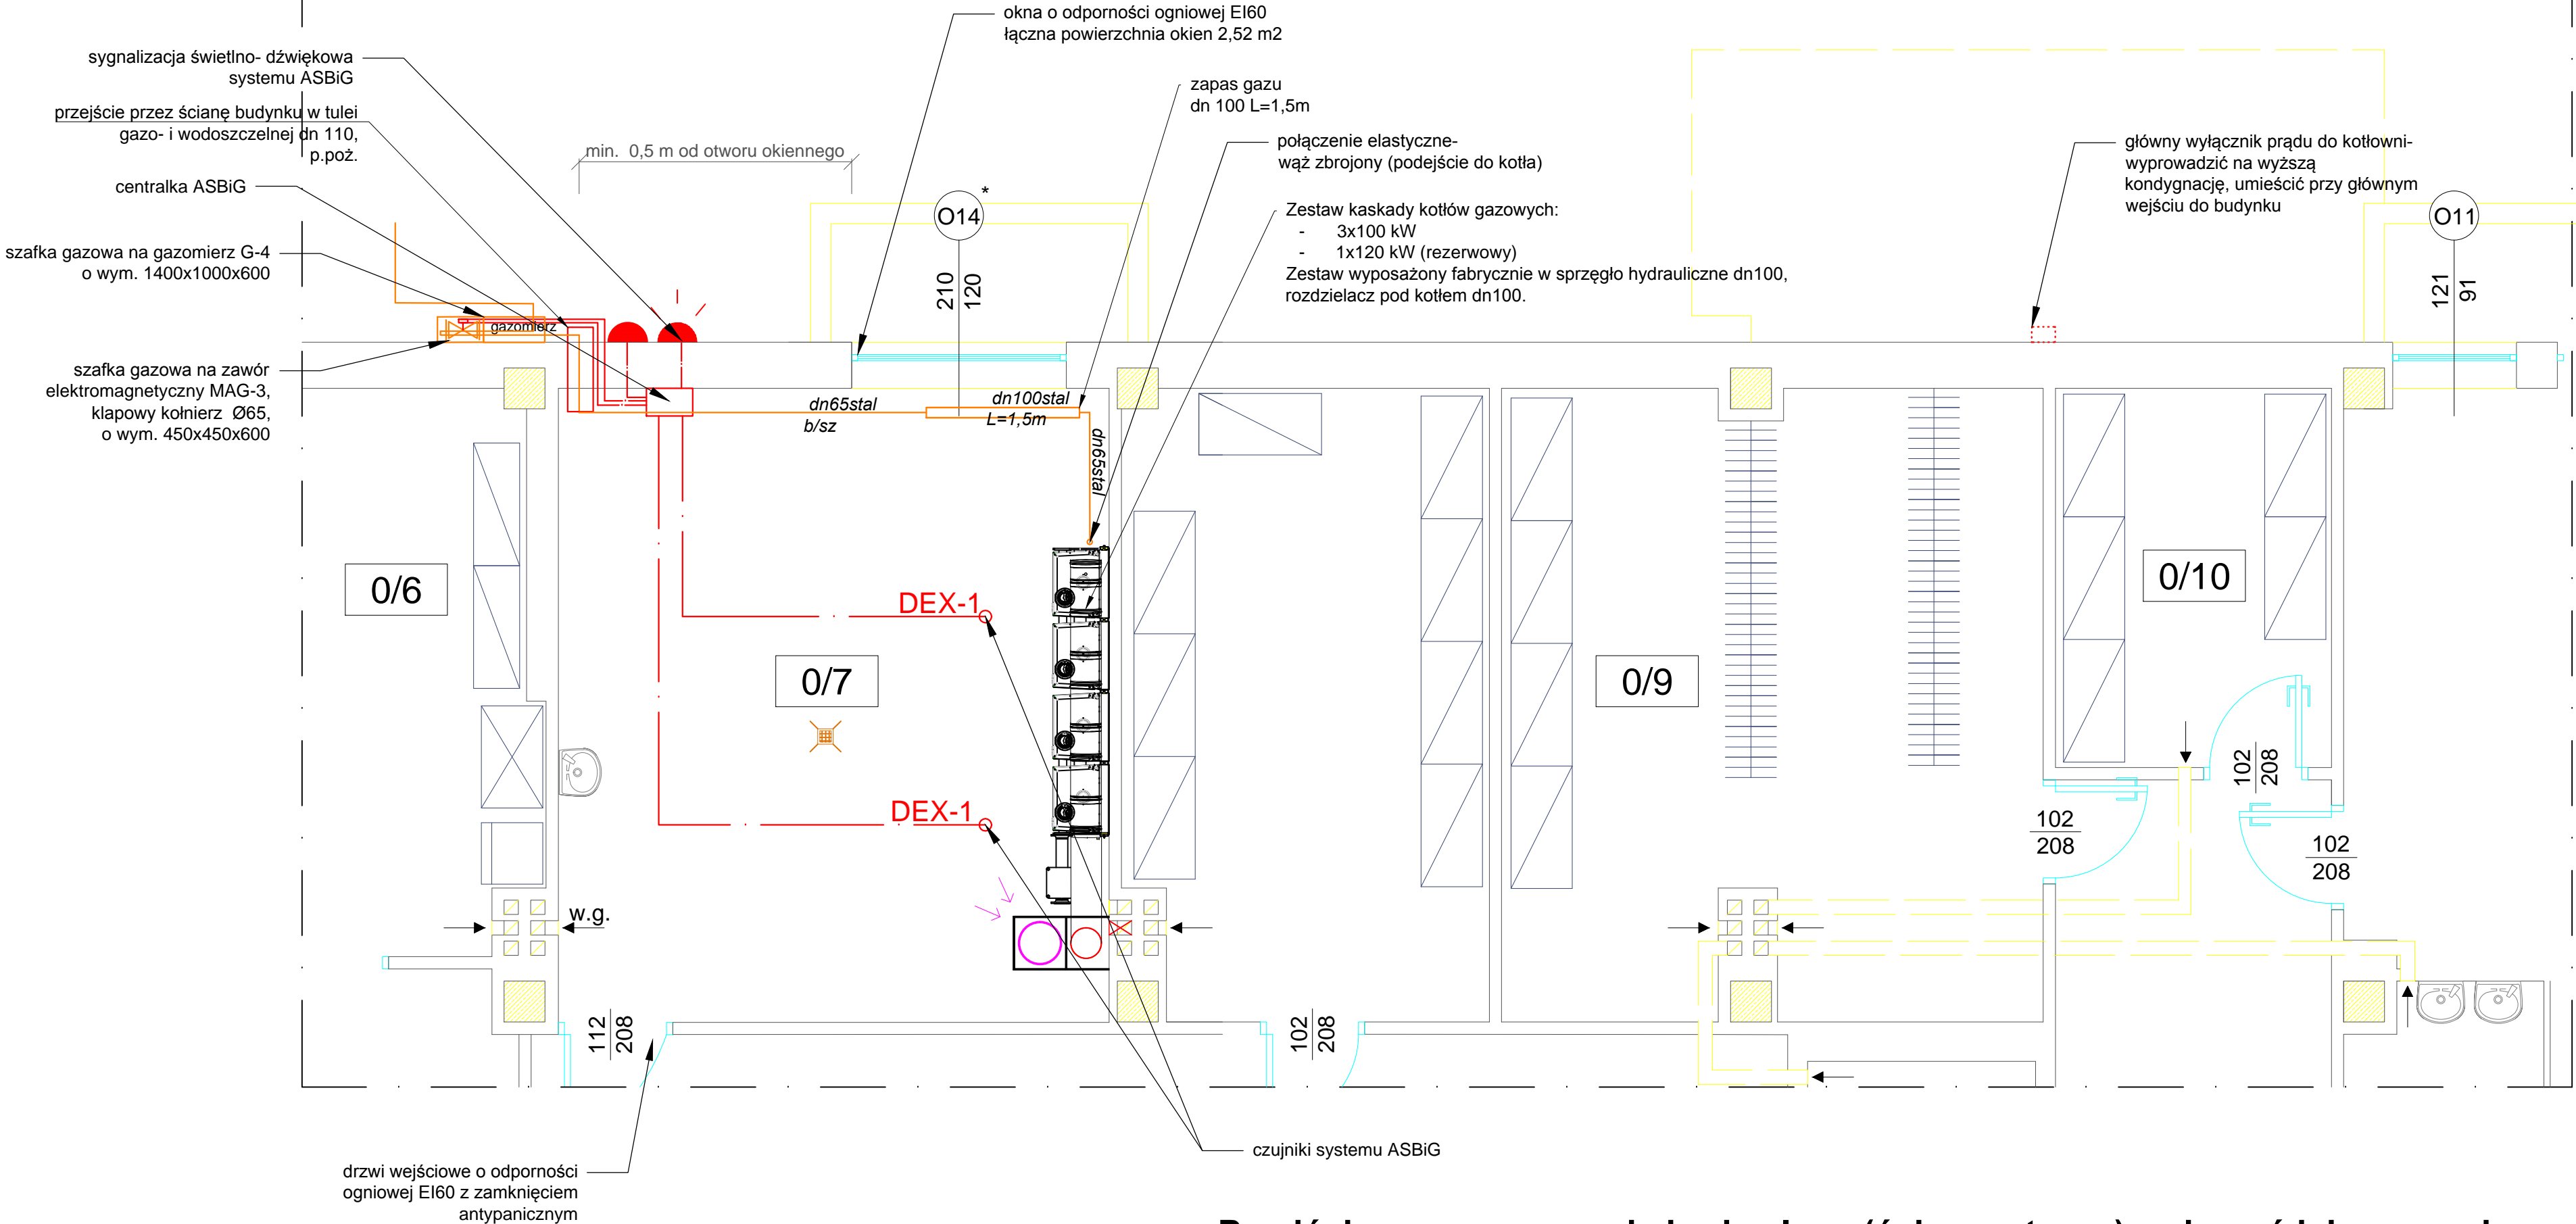 okna o odporności ogniowej EI60
łączna powierzchnia okien 2,52 m2
sygnalizacja świetlno- dźwiękowa
systemu ASBiG
zapas gazu
dn 100 L=1,5m
przejście przez ścianę budynku w tulei
gazo- i wodoszczelnej dn 110,
p.poż.
min. 0,5 m od otworu okiennego
połączenie elastyczne-
wąż zbrojony (podejście do kotła)
główny wyłącznik prądu do kotłowni-
wyprowadzić na wyższą
kondygnację, umieścić przy głównym
wejściu do budynku
centralka ASBiG
O14
*
210
120
Zestaw kaskady kotłów gazowych:
- 3x100 kW
- 1x120 kW (rezerwowy)
Zestaw wyposażony fabrycznie w sprzęgło hydrauliczne dn100,
rozdzielacz pod kotłem dn100.
O11
121
91
szafka gazowa na gazomierz G-4
o wym. 1400x1000x600
gazomierz
szafka gazowa na zawór
elektromagnetyczny MAG-3,
klapowy kołnierz Ø65,
o wym. 450x450x600
dn65stal
b/sz
dn100stal
L=1,5m
dn65stal
0/6
DEX-1
0/7
0/9
0/10
DEX-1
102
208
102
208
102
208
w.g.
112
208
102
208
czujniki systemu ASBiG
drzwi wejściowe o odporności
ogniowej EI60 z zamknięciem
antypanicznym